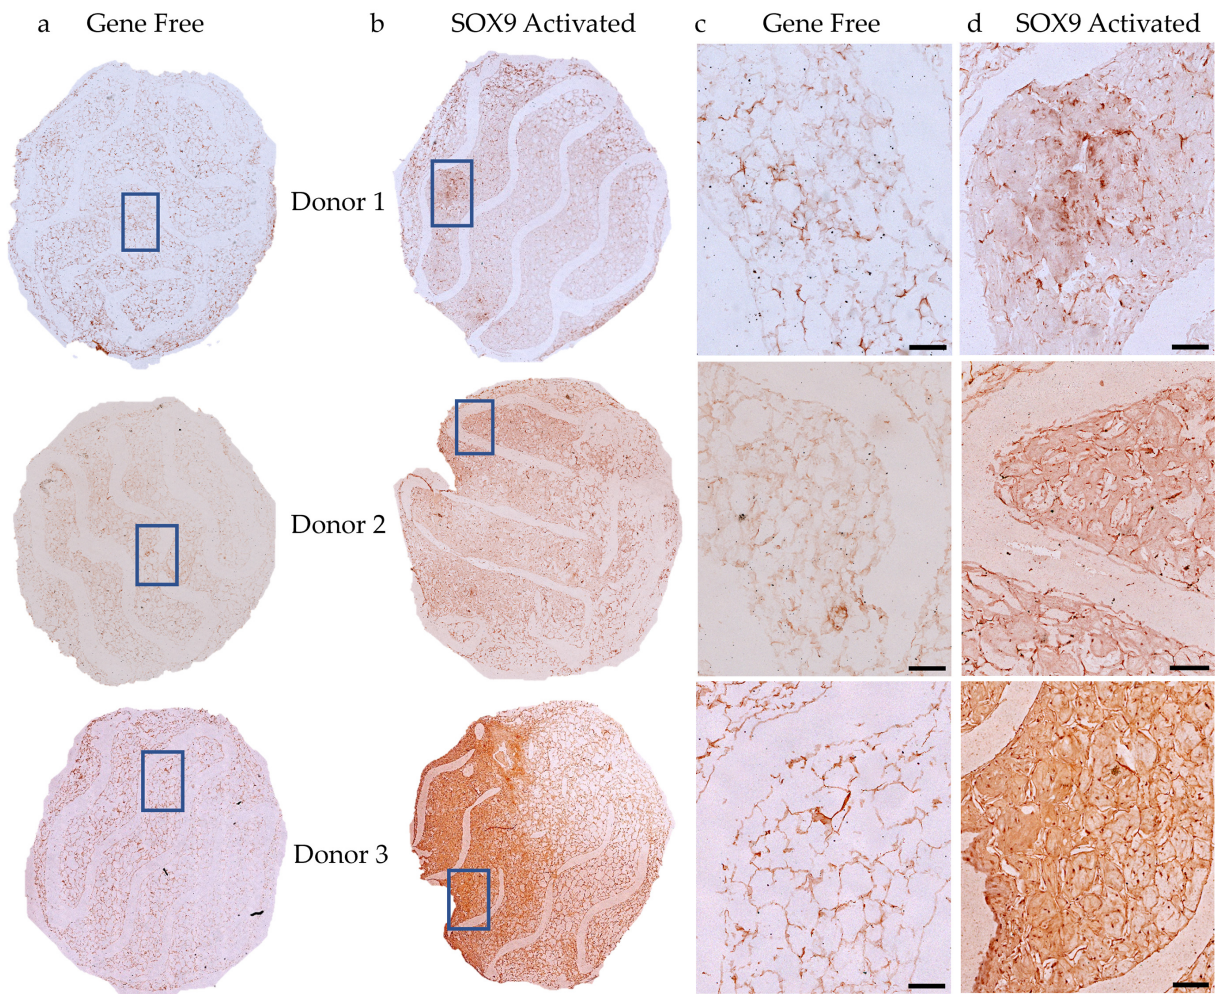 a Gene Free b SOX9 Activated c Gene Free d SOX9 Activated
Donor 1
Donor 2
Donor 3